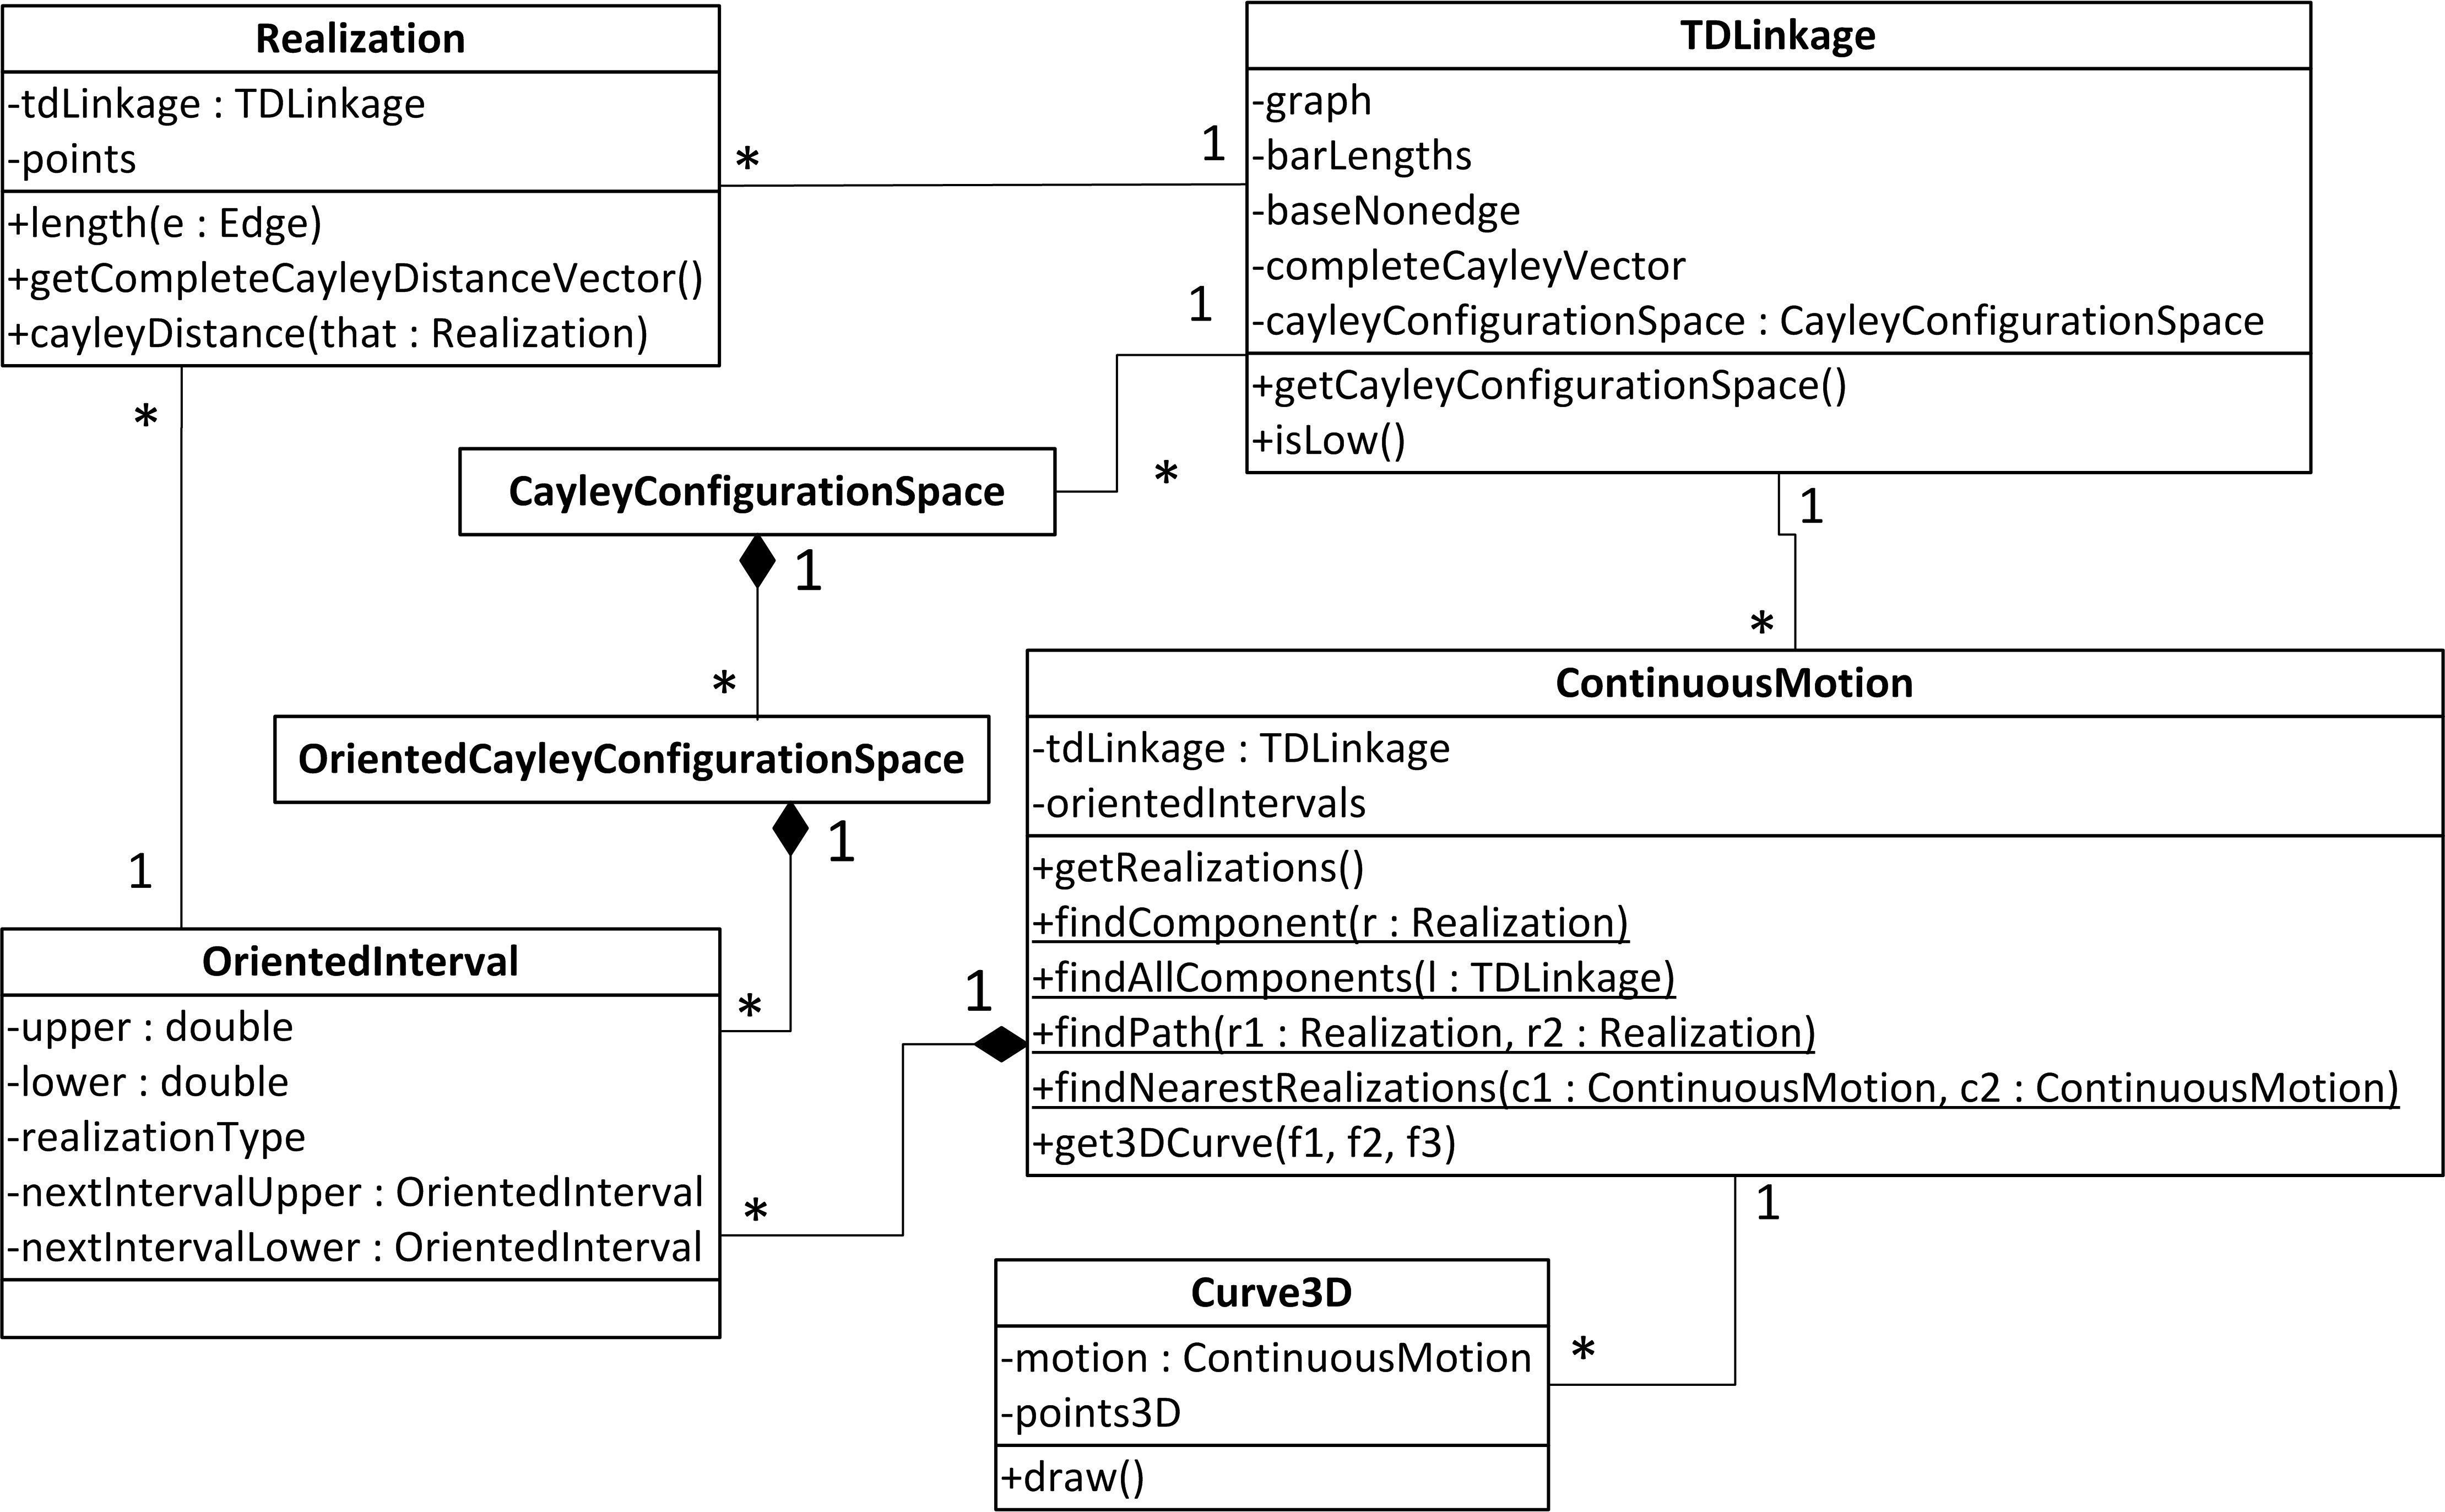 Realization
-tdLinkage : TDLinkage
-points
+length(e : Edge)
+getCompleteCayleyDistanceVector()
+cayleyDistance(that : Realization)
*
1
TDLinkage
-graph
-barLengths
-baseNonedge
-completeCayleyVector
-cayleyConfigurationSpace : CayleyConfigurationSpace
+getCayleyConfigurationSpace()
+isLow()
1
*
*
1
CayleyConfigurationSpace
1
*
OrientedCayleyConfigurationSpace
1
*
1
*
ContinuousMotion
-tdLinkage : TDLinkage
-orientedIntervals
+getRealizations()
+findComponent(r : Realization)
+findAllComponents(l : TDLinkage)
+findPath(r1 : Realization, r2 : Realization)
+findNearestRealizations(c1 : ContinuousMotion, c2 : ContinuousMotion)
+get3DCurve(f1, f2, f3)
1
*
OrientedInterval
-upper : double
-lower : double
-realizationType
-nextIntervalUpper : OrientedInterval
-nextIntervalLower : OrientedInterval
1
*
Curve3D
-motion : ContinuousMotion
-points3D
+draw()